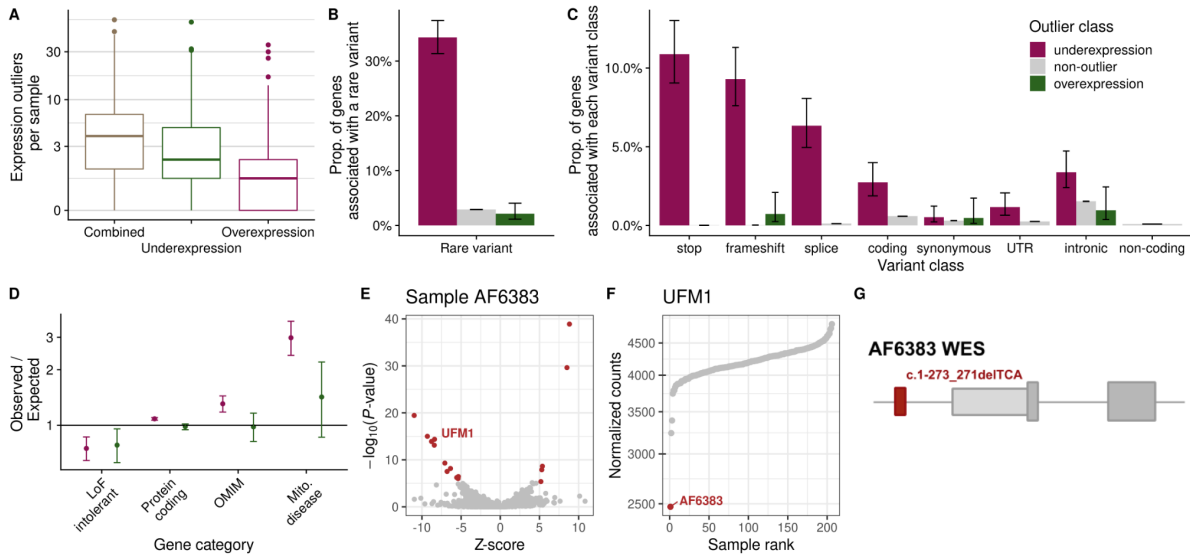 A
Expression outliers
per sample
30
10
3
0
Combined
Overexpression
Underexpression
B
Prop. of genes
associated with a rare variant
30%
20%
10%
0%
Rare variant
C
Prop. of genes
associated with each variant class
10.0%
5.0%
0.0%
stop
frameshift
splice
coding
synonymous
UTR
intronic
non-coding
Variant class
Outlier class
underexpression
non-outlier
overexpression
D
Observed /
Expected
3
2
1
LoF
intolerant
Protein
coding
OMIM
Mito.
disease
Gene category
E
Sample AF6383
−log10(P-value)
40
30
20
10
0
UFM1
-10
-5
0
5
10
Z-score
F
UFM1
Normalized counts
4500
4000
3500
3000
2500
AF6383
0
50
100
150
200
Sample rank
G
AF6383 WES
c.1-273_271delTCA